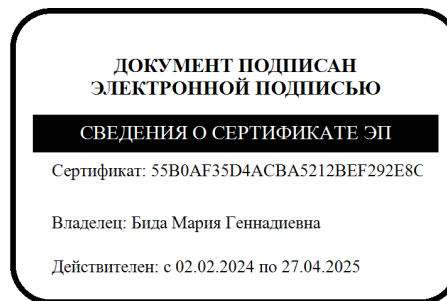 ДОКУМЕНТ ПОДПИСАН
ЭЛЕКТРОННОЙ ПОДПИСЬЮ
СВЕДЕНИЯ О СЕРТИФИКАТЕ ЭП
Сертификат: 55B0AF35D4ACBA5212BEF292E8C
Владелец: Бида Мария Геннадиевна
Действителен: с 02.02.2024 по 27.04.2025